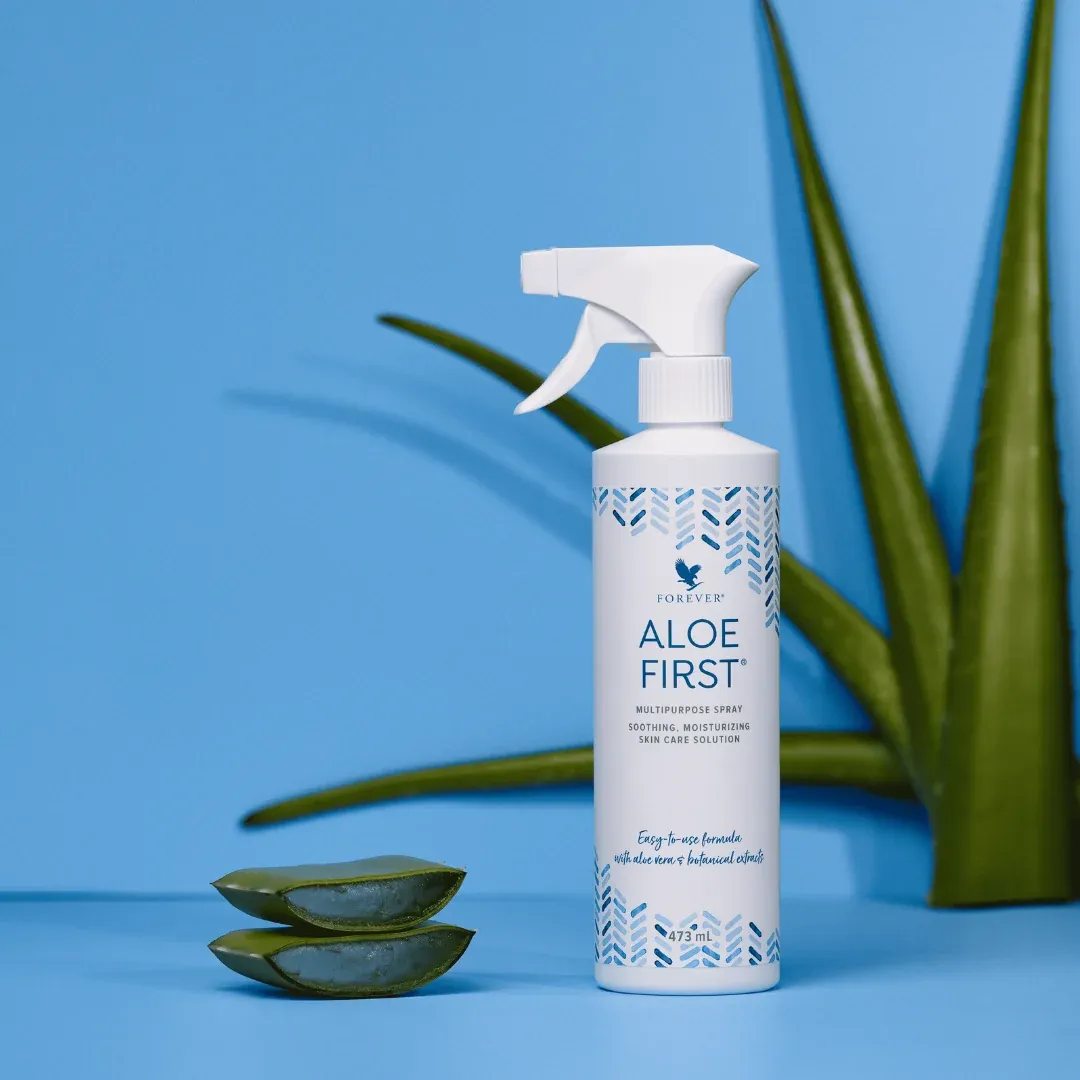 FOREVER®
ALOE
FIRST®
MULTIPURPOSE SPRAY
SOOTHING, MOISTURIZING
SKIN CARE SOLUTION
Easy-to-use formula
with aloe vera & botanical extracts
473 mL